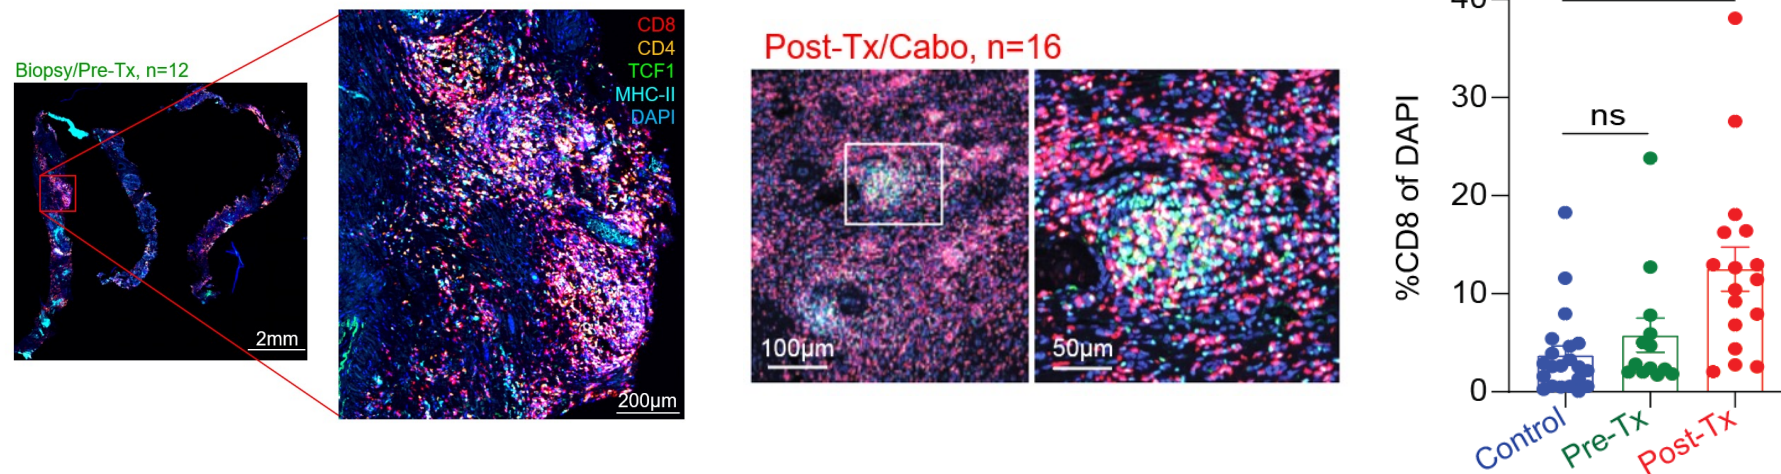 Biopsy/Pre-Tx, n=12
2mm
CD8
CD4
TCF1
MHC-II
DAPI
200µm
Post-Tx/Cabo, n=16
100µm
50µm
%CD8 of DAPI
40
30
20
10
0
ns
Control
Pre-Tx
Post-Tx